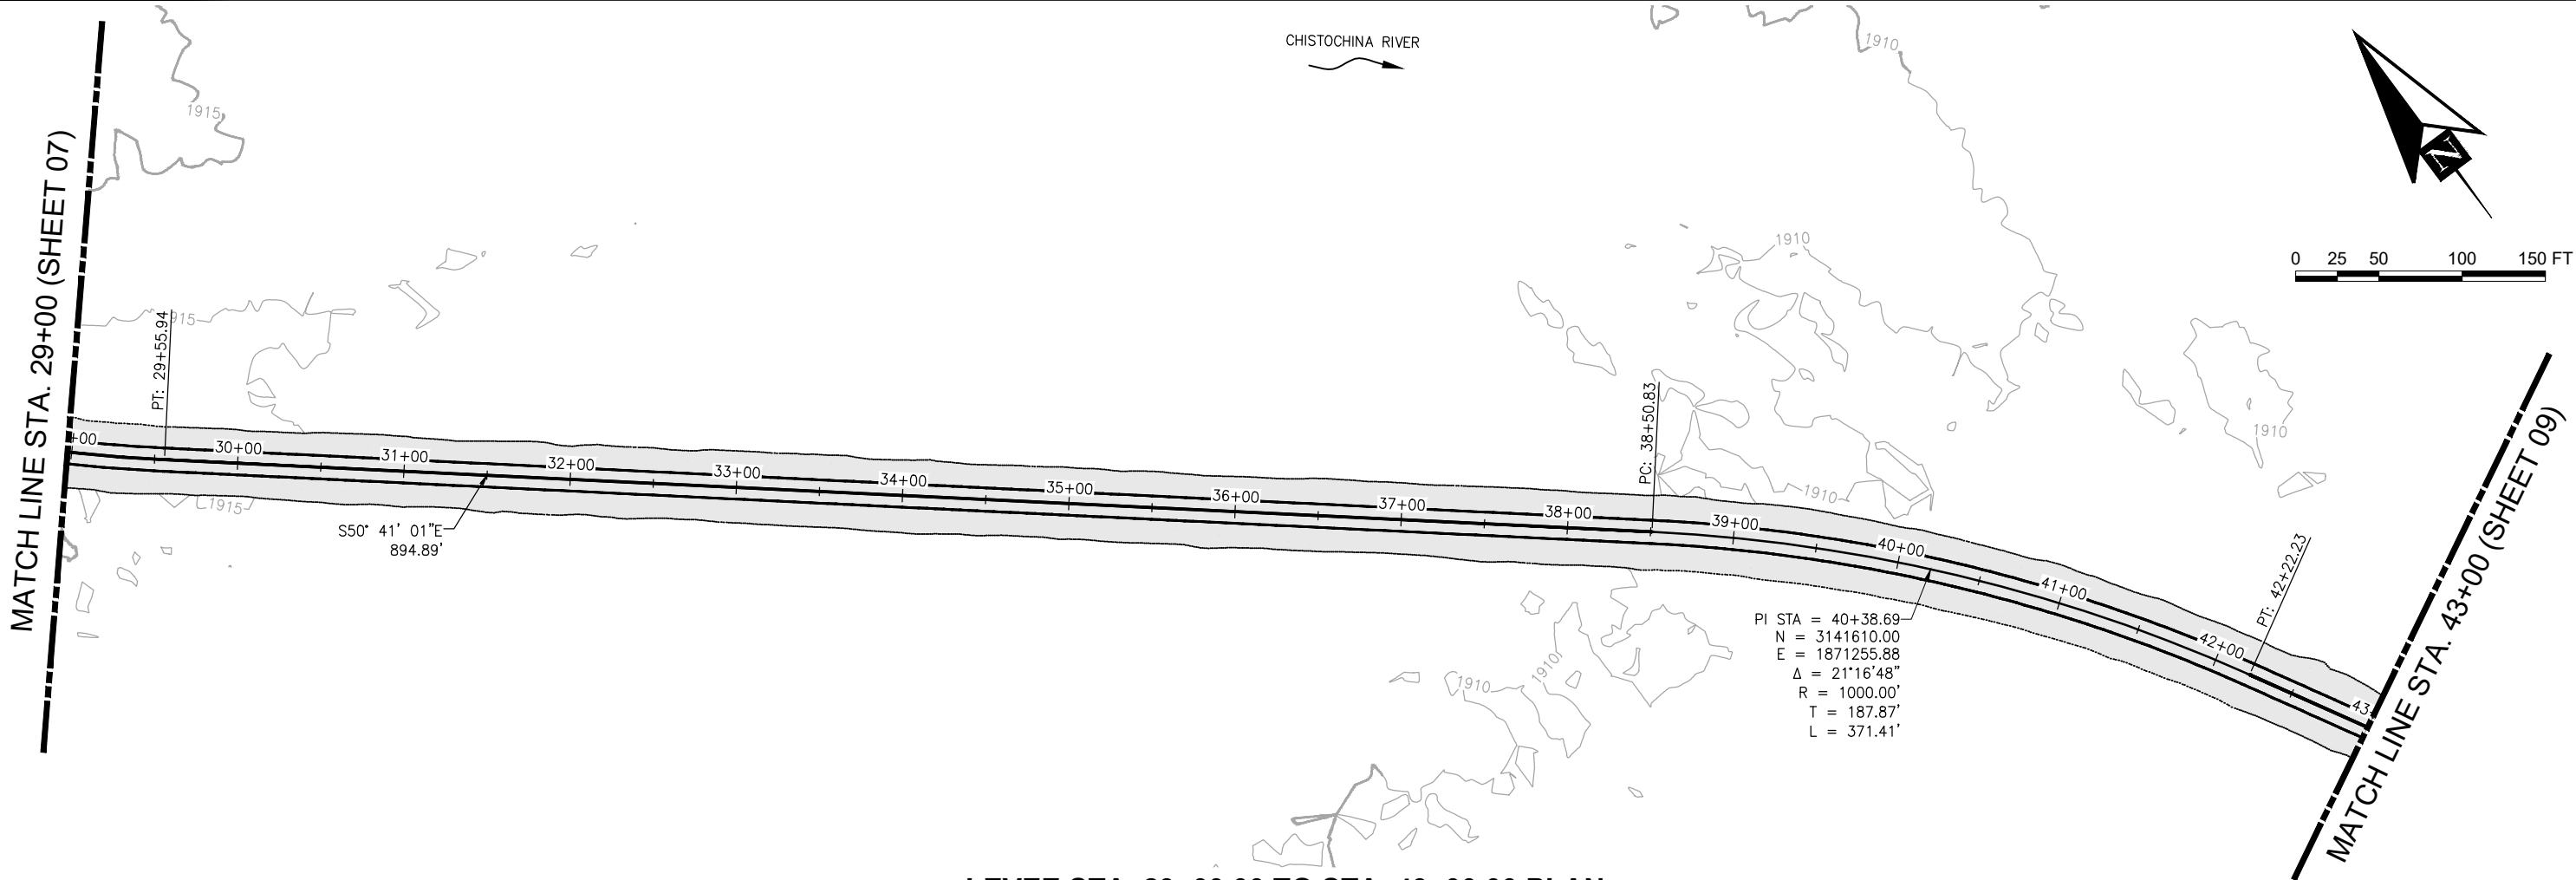 CHISTOCHINA RIVER
1910
N
0 25 50 100 150 FT
1915
MATCH LINE STA. 29+00 (SHEET 07)
1910
915
PT: 29+55.94
PC: 38+50.83
1910
MATCH LINE STA. 43+00 (SHEET 09)
+00
30+00
31+00
32+00
33+00
34+00
35+00
36+00
37+00
38+00
39+00
40+00
41+00
42+00
43
1910
1915
S50° 41' 01"E
894.89'
PT: 42+22.23
PI STA = 40+38.69
N = 3141610.00
E = 1871255.88
Δ = 21°16'48"
R = 1000.00'
T = 187.87'
L = 371.41'
1910
1910